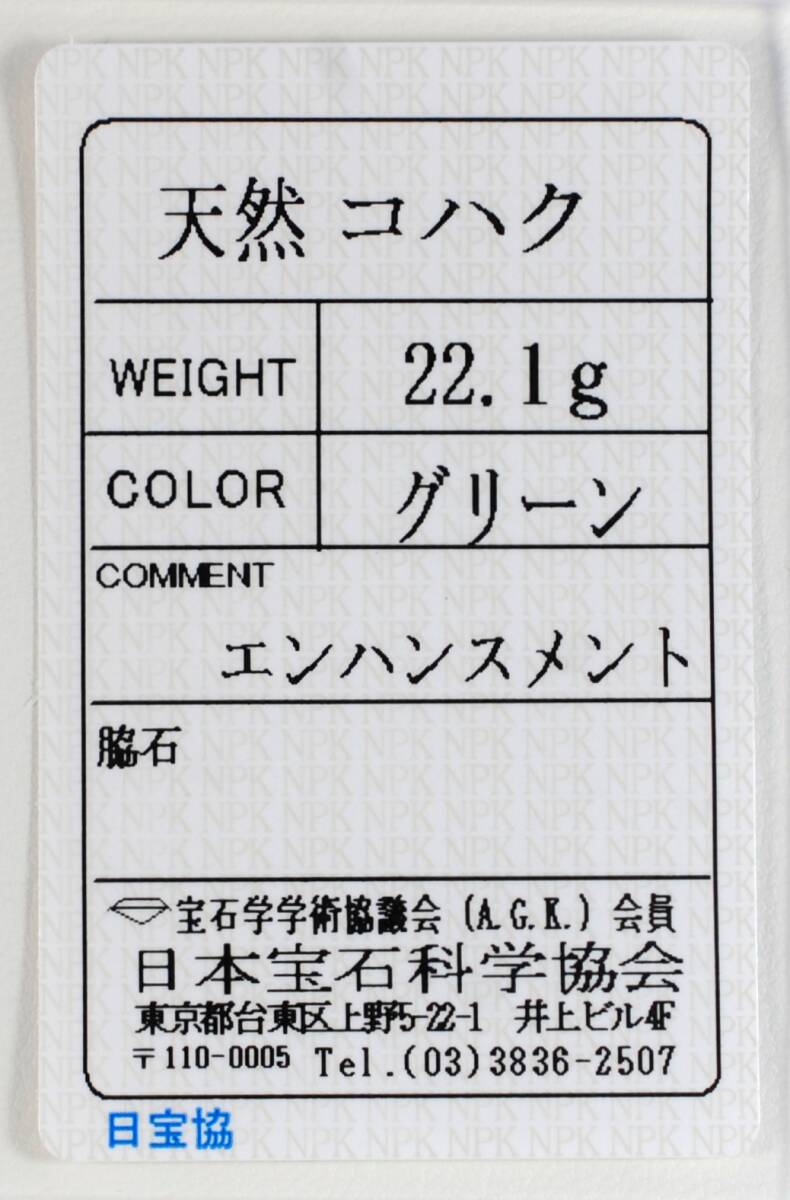 天然 コハク
WEIGHT 22.1g
COLOR グリーン
COMMENT
エンハンスメント
脇石
宝石学学術協議会 (A.G.K.) 会員
日本宝石科学協会
東京都台東区上野5-22-1 井上ビル4F
〒110-0005 Tel.(03)3836-2507
日宝協